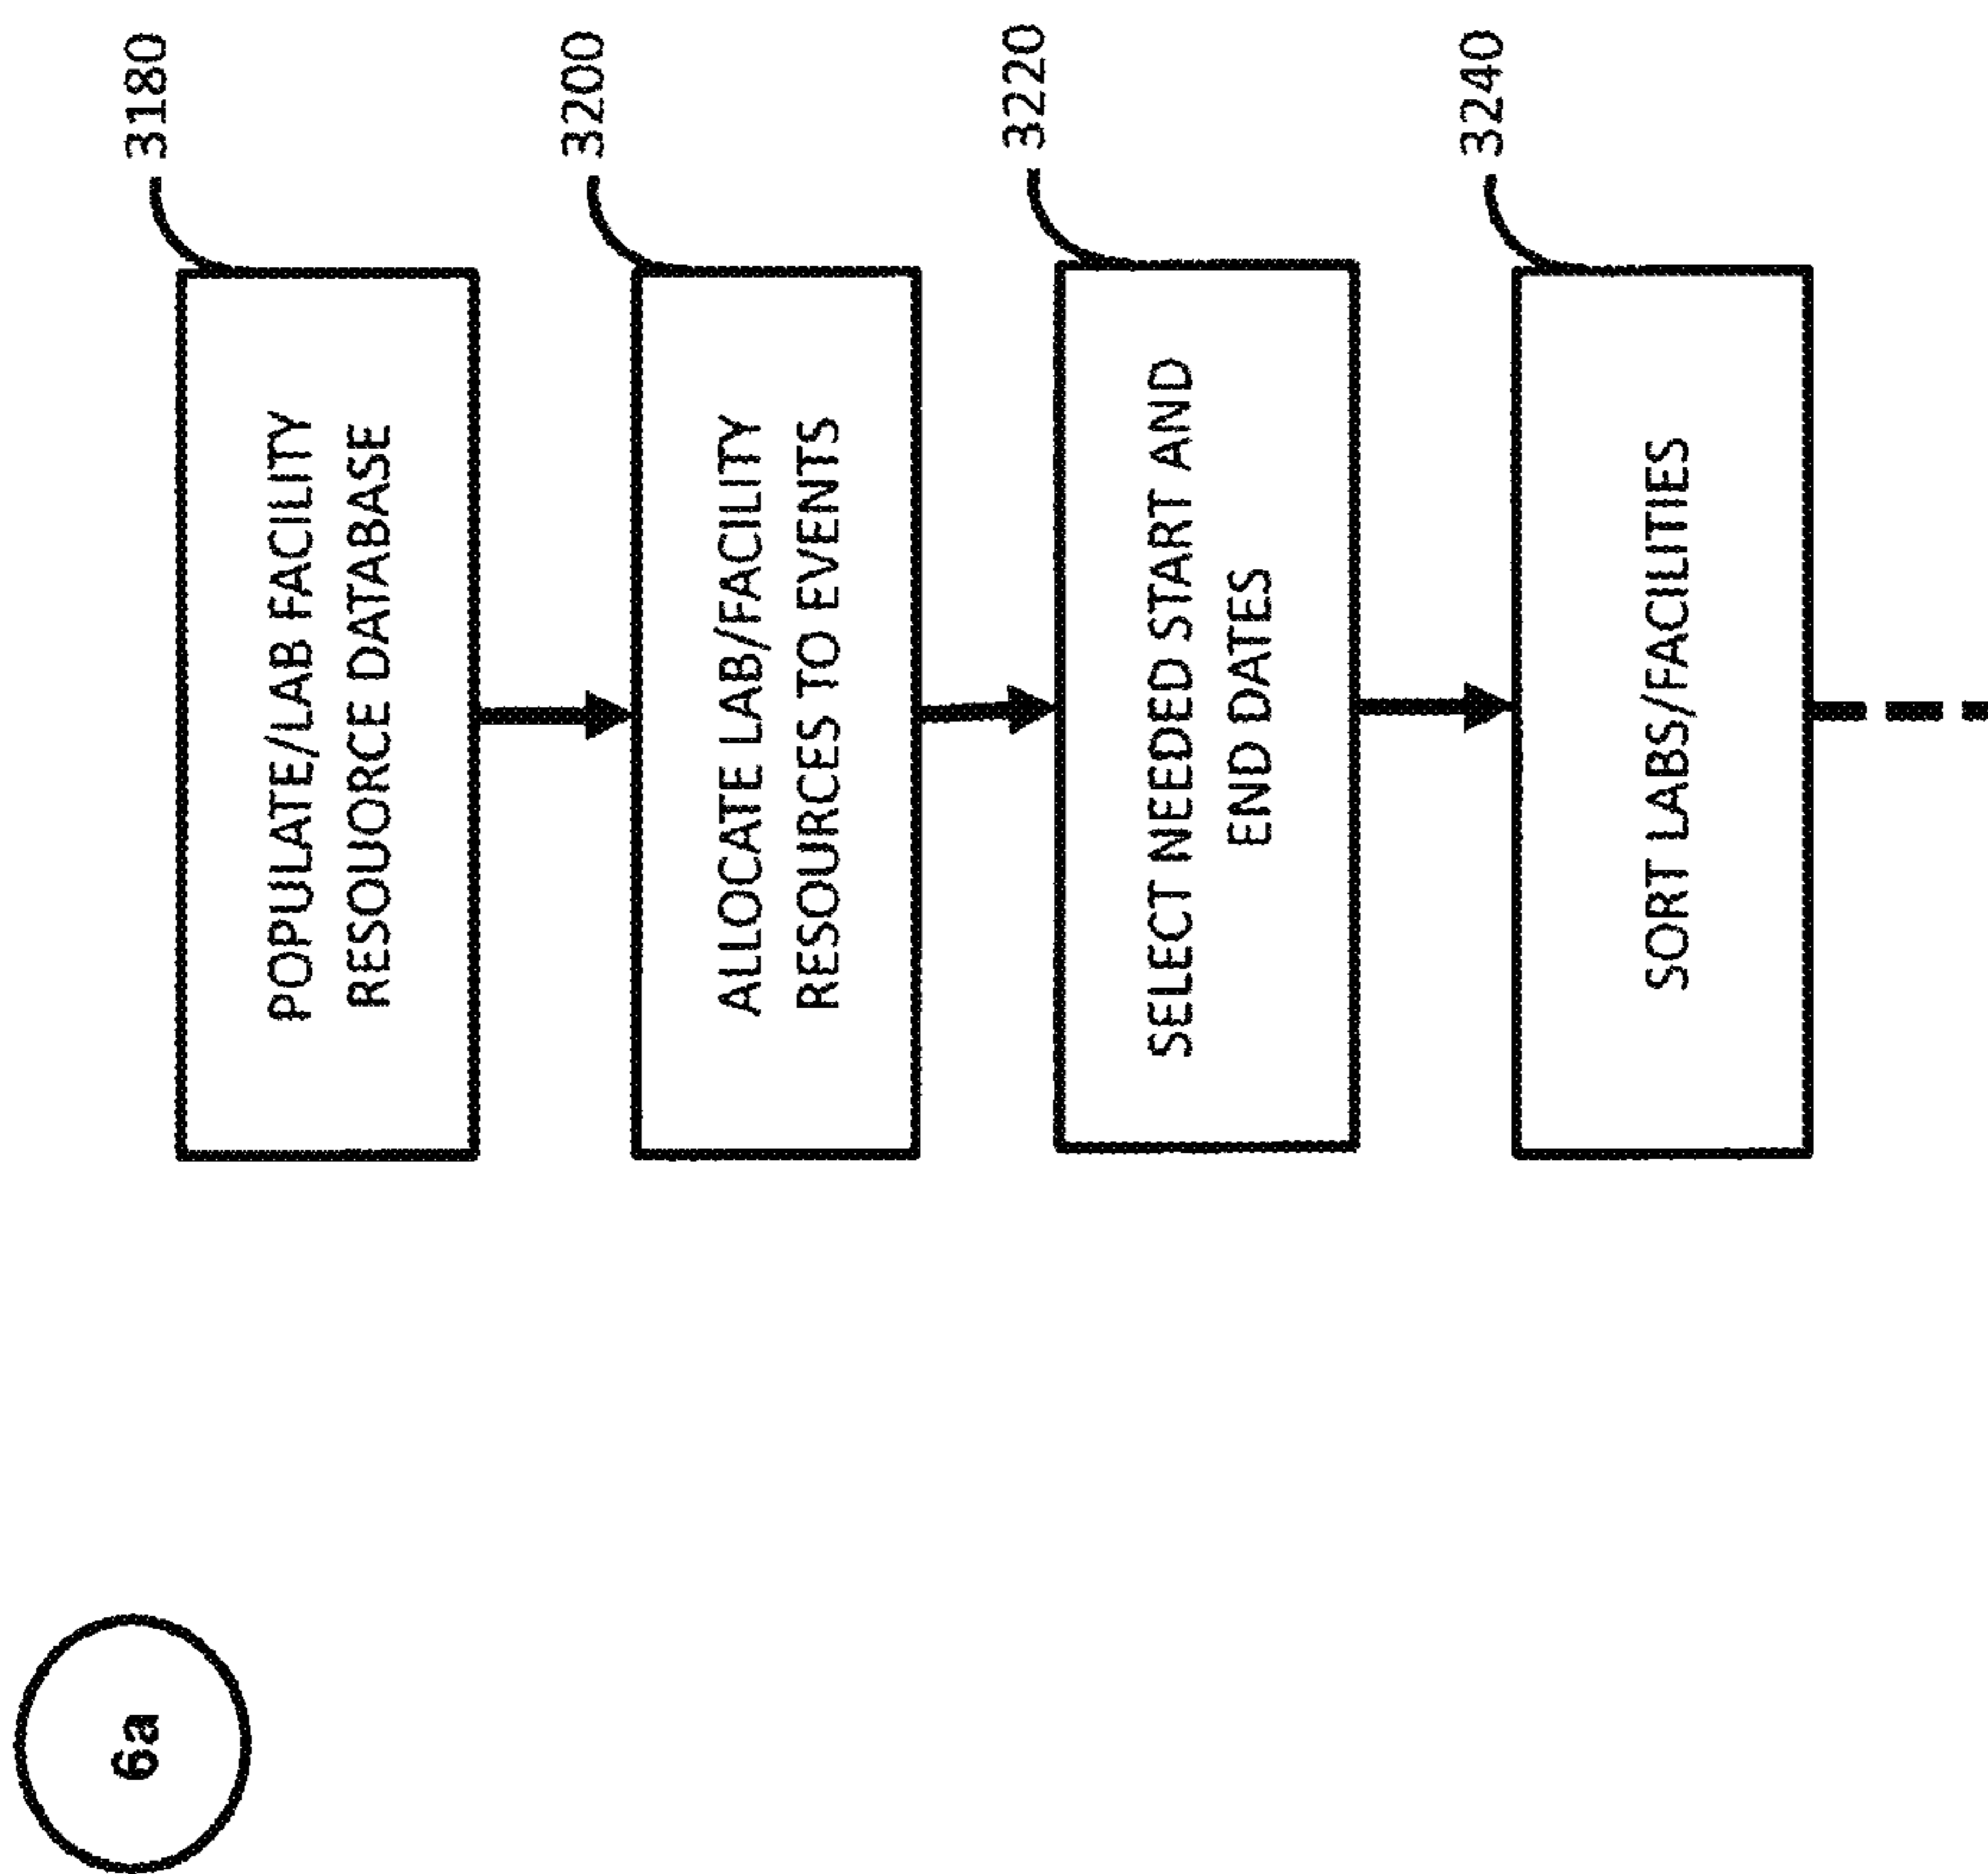 6a
3180
POPULATE/LAB FACILITY
RESOUORCE DATABASE
3200
ALLOCATE LAB/FACILITY
RESOURCES TO EVENTS
3220
SELECT NEEDED START AND
END DATES
3240
SORT LABS/FACILITIES